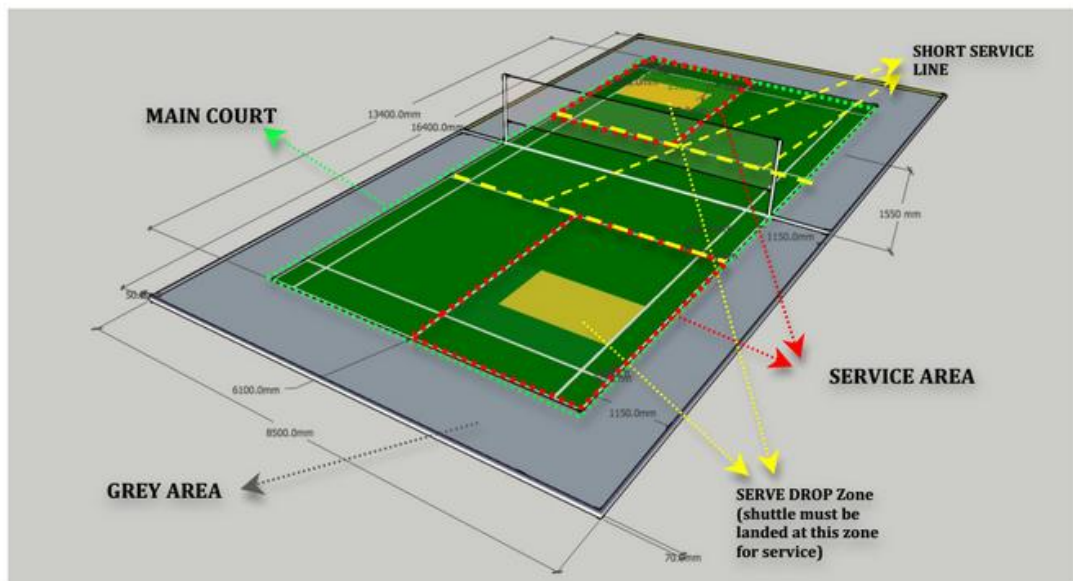 SHORT SERVICE
LINE
MAIN COURT
13400.0mm
16400.0mm
1550 mm
1150.0mm
SERVICE AREA
6100.0mm
1150.0mm
8500.0mm
GREY AREA
SERVE DROP Zone
(shuttle must be
landed at this zone
for service)